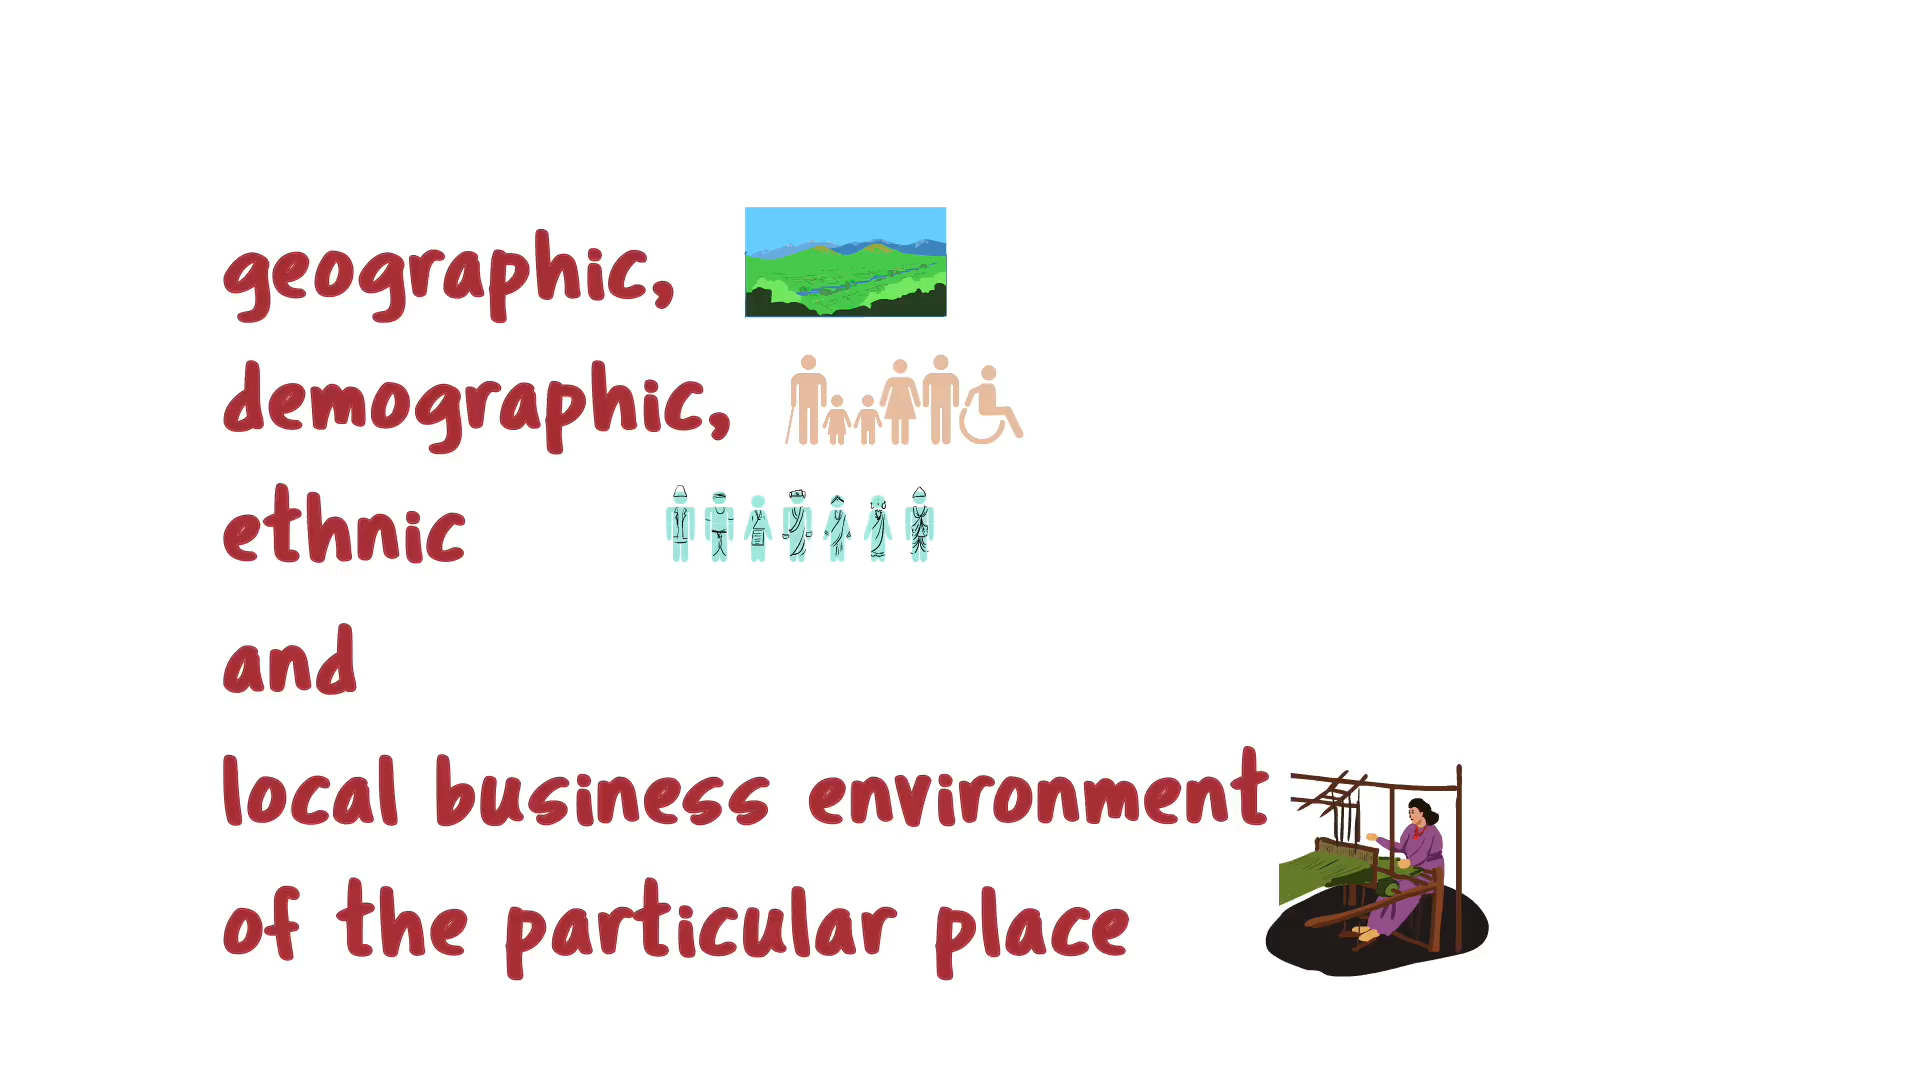 geographic,
demographic,
ethnic
and
local business environment
of the particular place